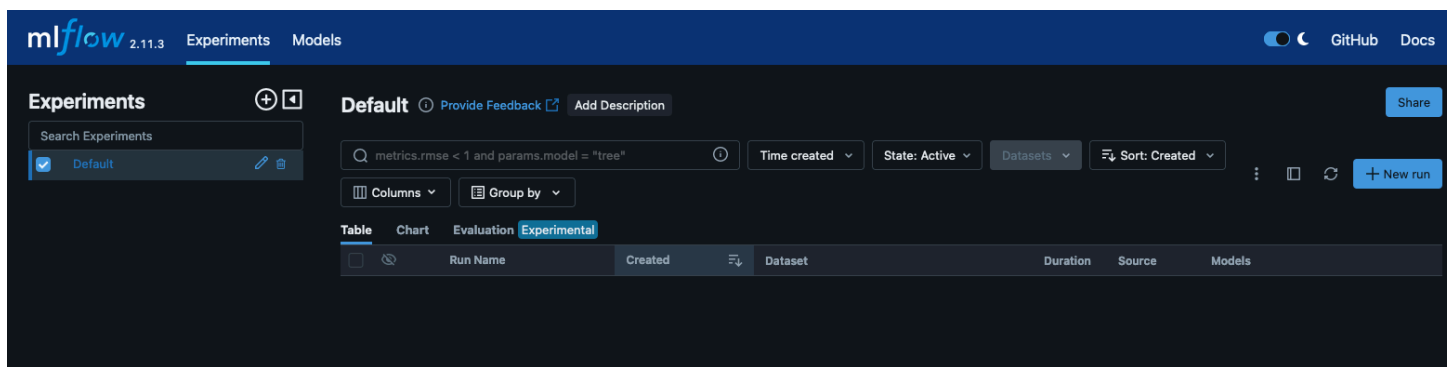 mlflow 2.11.3 Experiments Models GitHub Docs
Experiments
Search Experiments
Default
Default Provide Feedback Add Description Share
metrics.rmse < 1 and params.model = "tree" Time created State: Active Datasets Sort: Created
+ New run
Columns Group by
Table Chart Evaluation Experimental
Run Name Created Dataset Duration Source Models